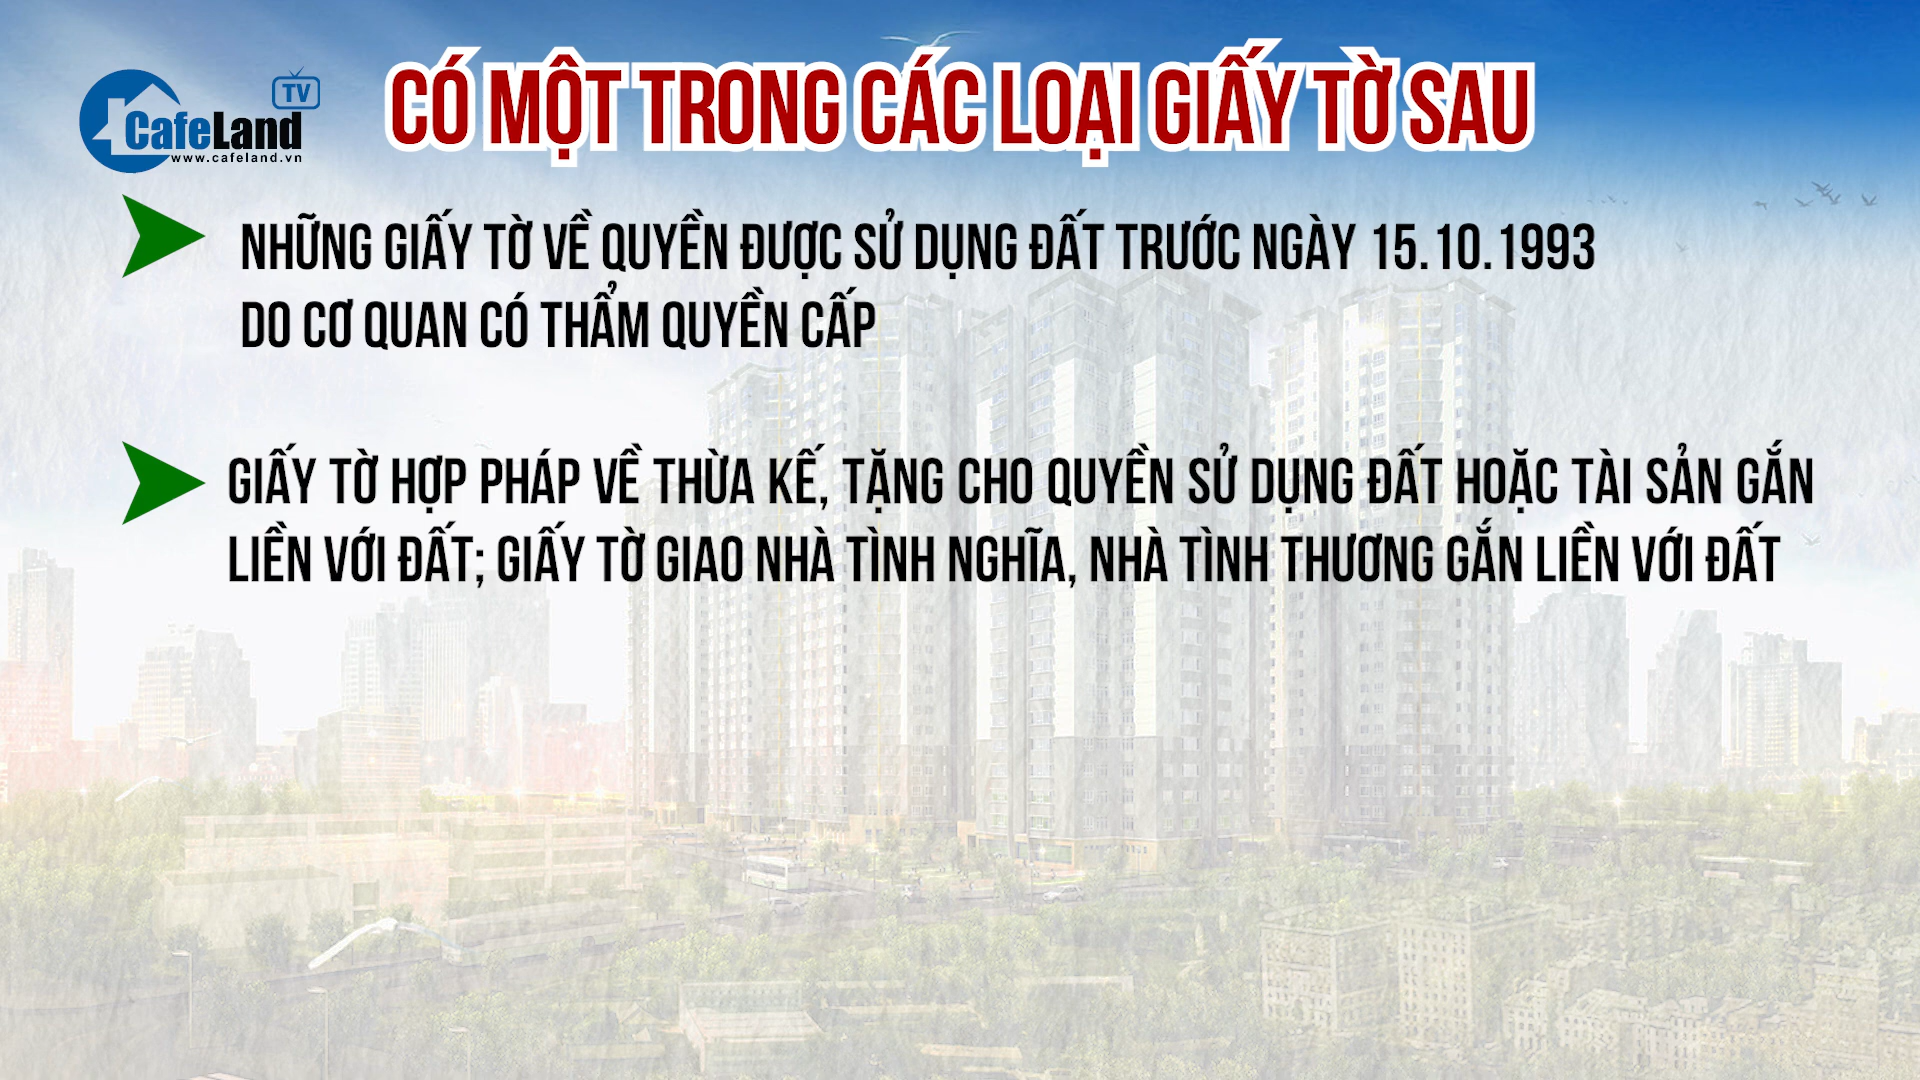 TV
CafeLand
www.cafeland.vn
CÓ MỘT TRONG CÁC LOẠI GIẤY TỜ SAU
NHỮNG GIẤY TỜ VỀ QUYỀN ĐƯỢC SỬ DỤNG ĐẤT TRƯỚC NGÀY 15.10.1993
DO CƠ QUAN CÓ THẨM QUYỀN CẤP
GIẤY TỜ HỢP PHÁP VỀ THỪA KẾ, TẶNG CHO QUYỀN SỬ DỤNG ĐẤT HOẶC TÀI SẢN GẮN
LIỀN VỚI ĐẤT; GIẤY TỜ GIAO NHÀ TÌNH NGHĨA, NHÀ TÌNH THƯƠNG GẮN LIỀN VỚI ĐẤT